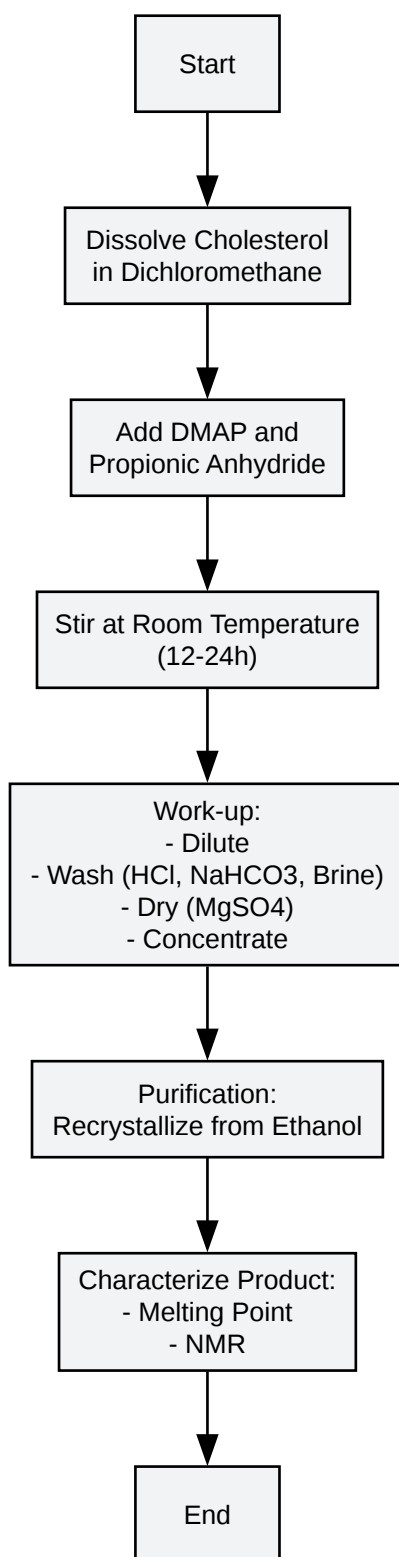 Start
Dissolve Cholesterol
in Dichloromethane
Add DMAP and
Propionic Anhydride
Stir at Room Temperature
(12-24h)
Work-up:
- Dilute
- Wash (HCl, NaHCO3, Brine)
- Dry (MgSO4)
- Concentrate
Purification:
Recrystallize from Ethanol
Characterize Product:
- Melting Point
- NMR
End